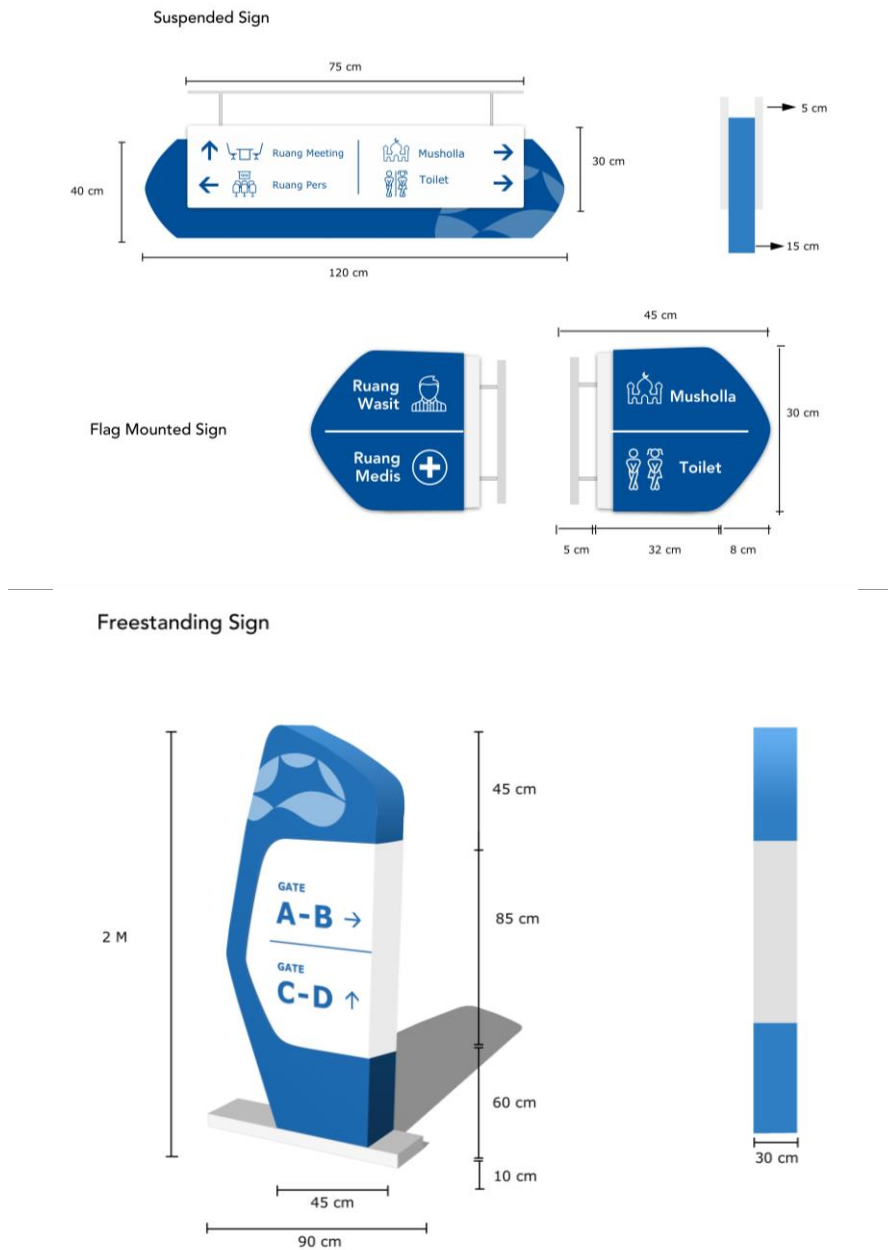 Suspended Sign
75 cm
5 cm
Ruang Meeting
Musholla
30 cm
40 cm
Ruang Pers
Toilet
15 cm
120 cm
45 cm
Ruang
Wasit
Musholla
30 cm
Flag Mounted Sign
Ruang
Medis
Toilet
5 cm
32 cm
8 cm
Freestanding Sign
45 cm
GATE
A-B
85 cm
2 M
GATE
C-D
60 cm
30 cm
10 cm
45 cm
90 cm